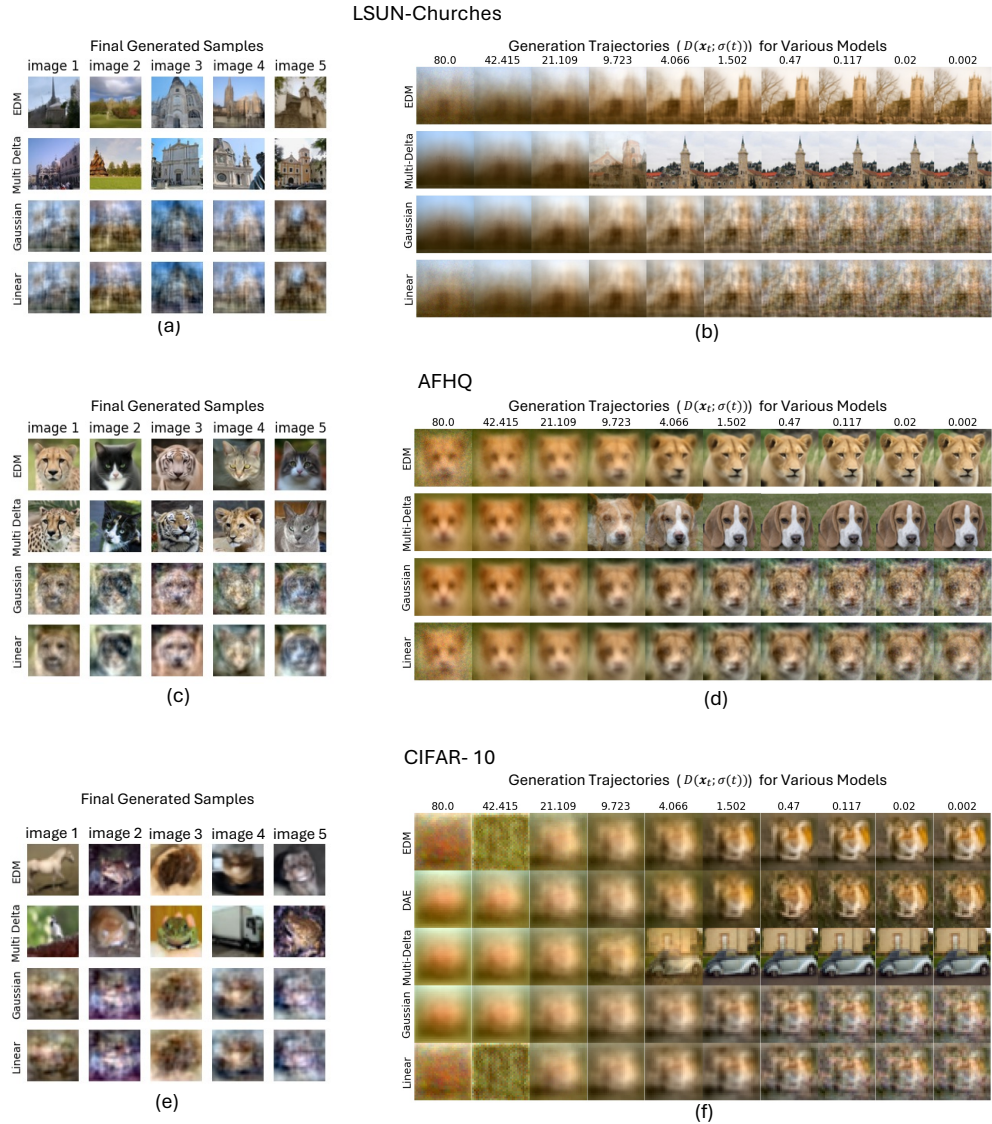 LSUN-Churches
Final Generated Samples
image 1 image 2 image 3 image 4 image 5
EDM
Multi Delta
Gaussian
Linear
(a)
Generation Trajectories (D(xₜ; σ(t))) for Various Models
80.0 42.415 21.109 9.723 4.066 1.502 0.47 0.117 0.02 0.002
EDM
Multi-Delta
Gaussian
Linear
(b)
AFHQ
Final Generated Samples
image 1 image 2 image 3 image 4 image 5
EDM
Multi Delta
Gaussian
Linear
(c)
Generation Trajectories (D(xₜ; σ(t))) for Various Models
80.0 42.415 21.109 9.723 4.066 1.502 0.47 0.117 0.02 0.002
EDM
Multi-Delta
Gaussian
Linear
(d)
CIFAR- 10
Final Generated Samples
image 1 image 2 image 3 image 4 image 5
EDM
Multi Delta
Gaussian
Linear
(e)
Generation Trajectories (D(xₜ; σ(t))) for Various Models
80.0 42.415 21.109 9.723 4.066 1.502 0.47 0.117 0.02 0.002
EDM
DAE
Multi-Delta
Gaussian
Linear
(f)